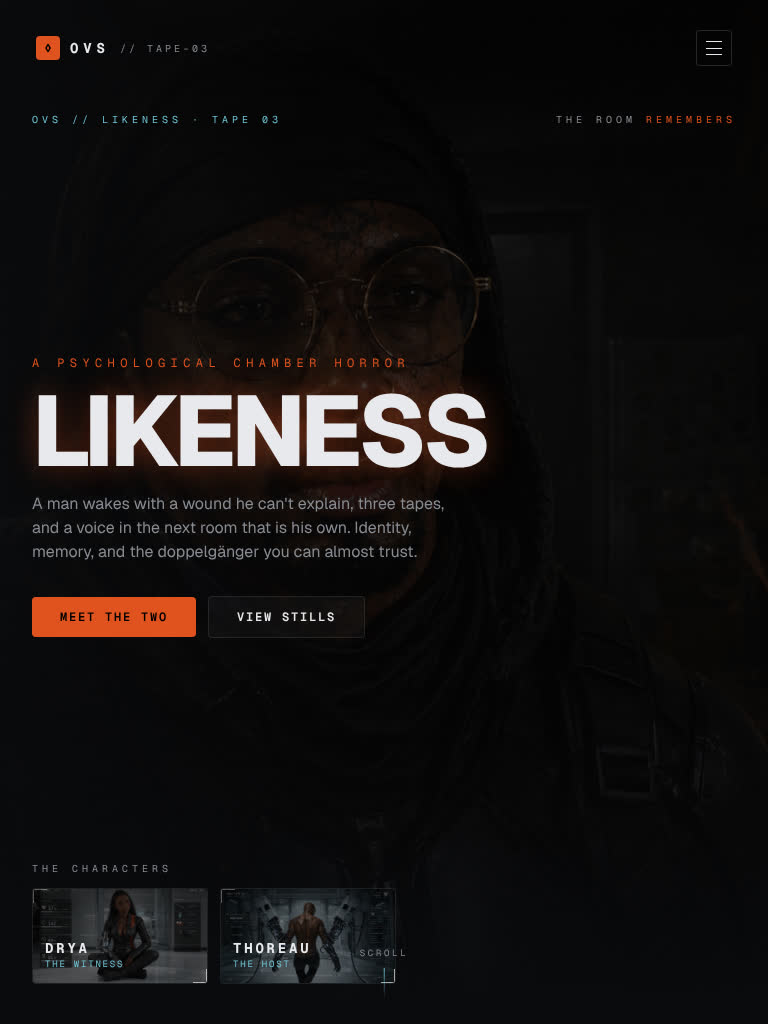 OVS // TAPE-03
OVS // LIKENESS · TAPE 03
THE ROOM REMEMBERS
A PSYCHOLOGICAL CHAMBER HORROR
LIKENESS
A man wakes with a wound he can't explain, three tapes,
and a voice in the next room that is his own. Identity,
memory, and the doppelgänger you can almost trust.
MEET THE TWO
VIEW STILLS
THE CHARACTERS
DRYA
THE WITNESS
THOREAU
THE HOST
SCROLL